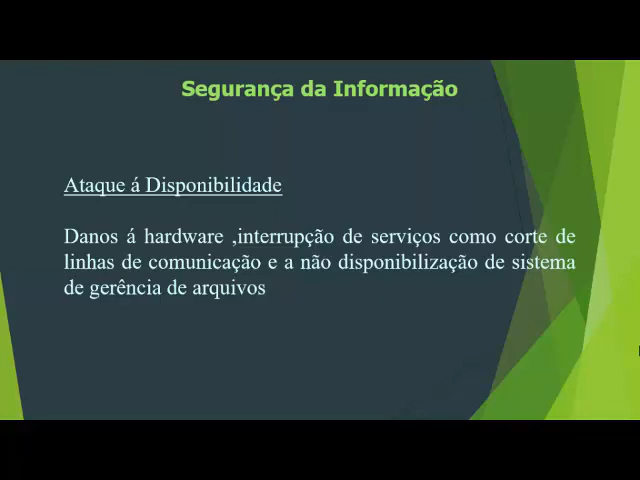 Segurança da Informação
Ataque á Disponibilidade
Danos á hardware ,interrupção de serviços como corte de
linhas de comunicação e a não disponibilização de sistema
de gerência de arquivos